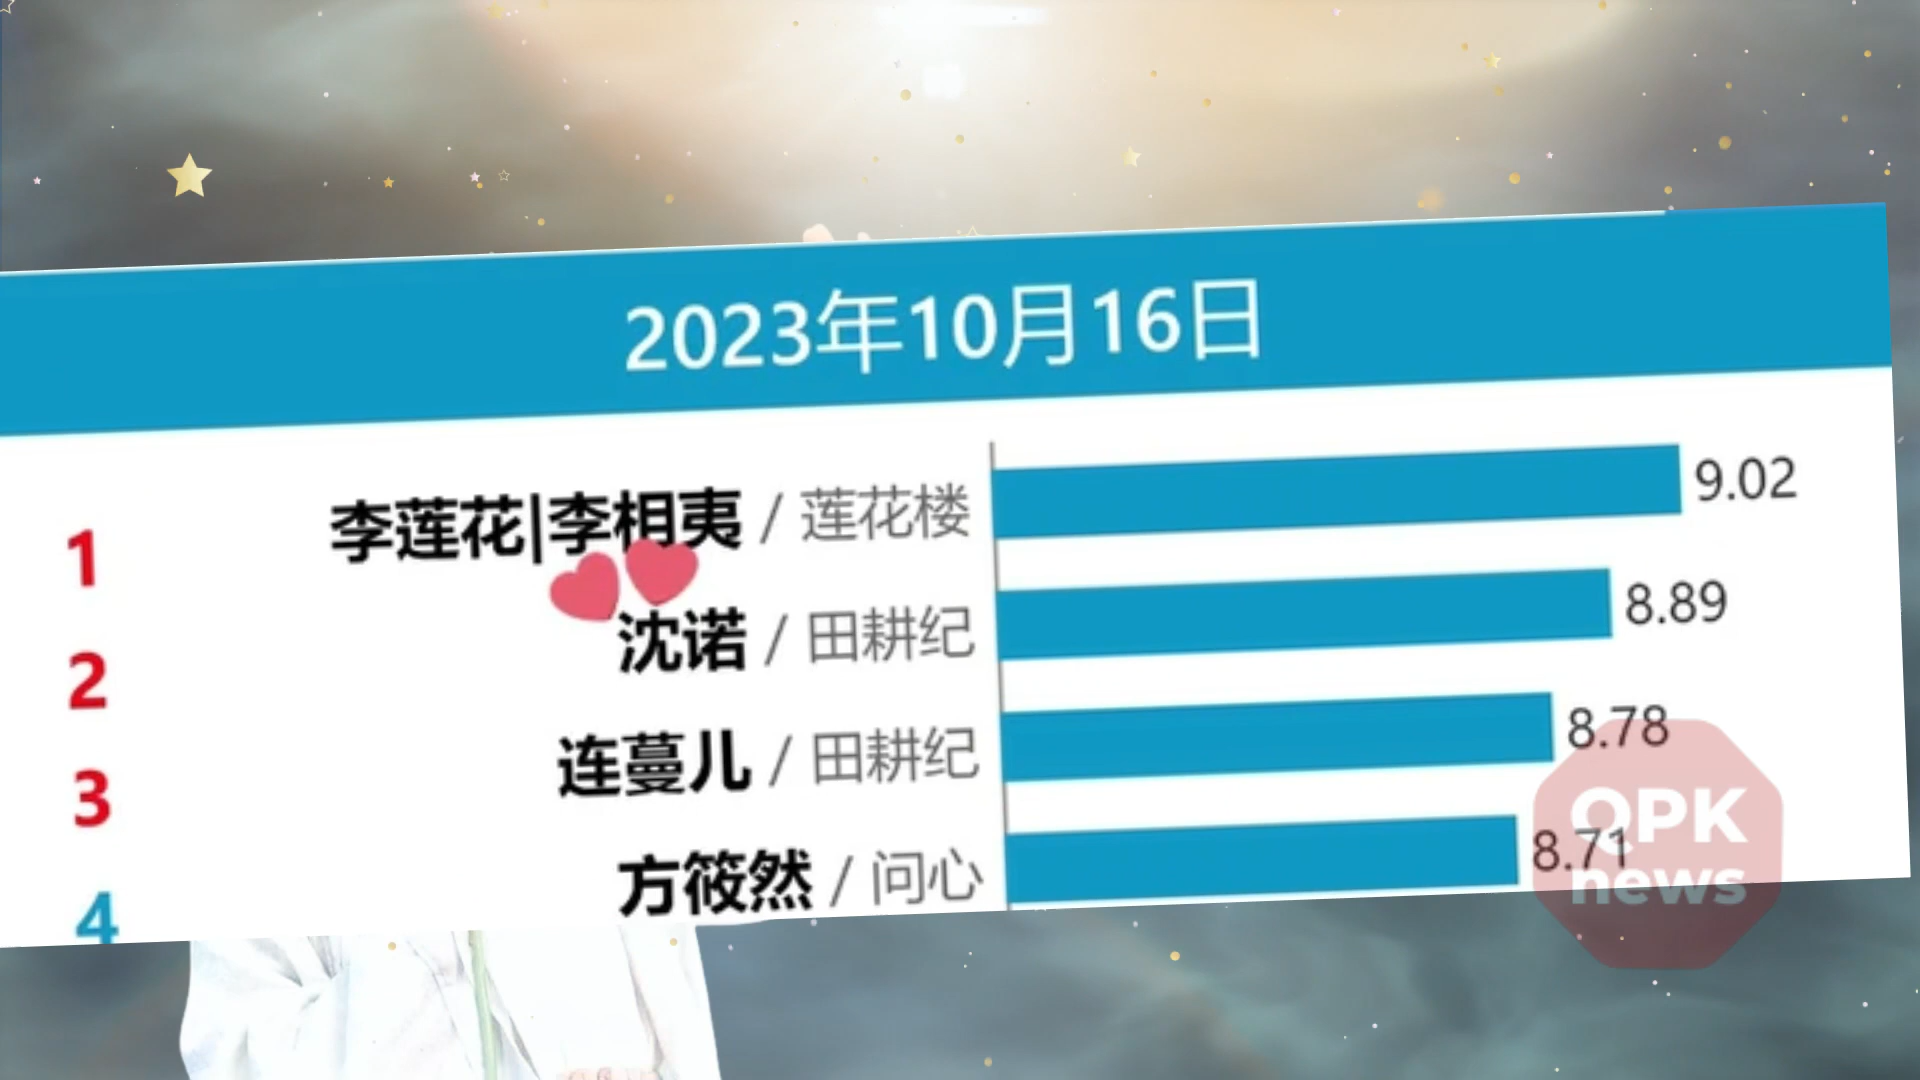 2023年10月16日
1 李莲花|李相夷 / 莲花楼 9.02
2 沈诺 / 田耕纪 8.89
3 连蔓儿 / 田耕纪 8.78
4 方筱然 / 问心 8.71
QPK
news